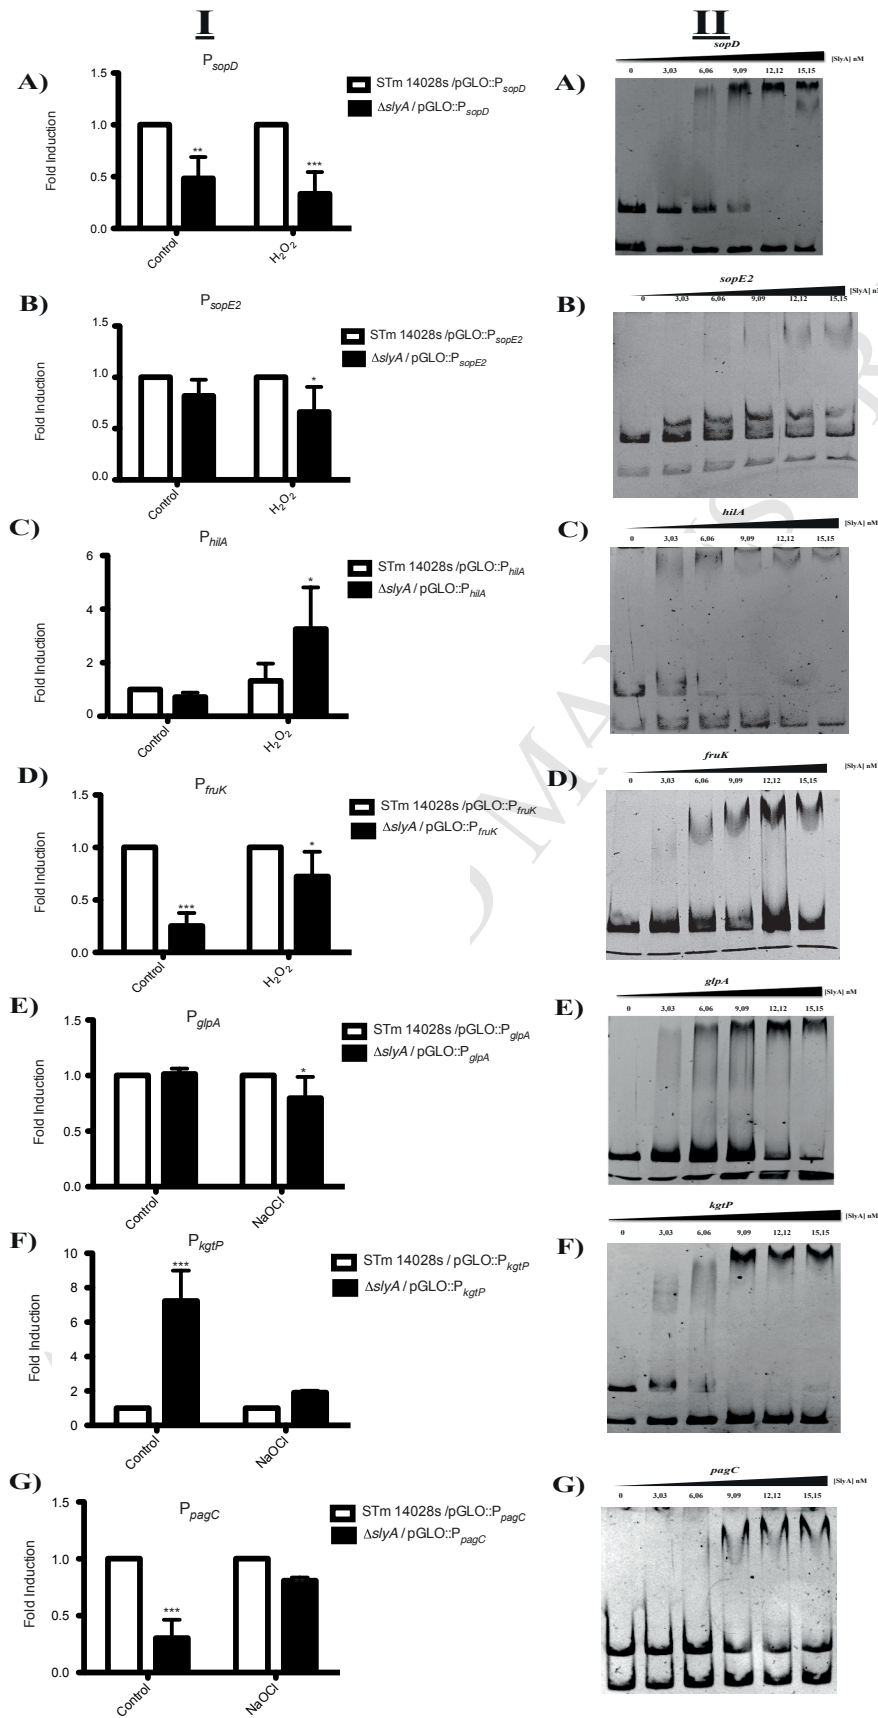 I
II
A)
P sopD
Fold Induction
1.5
1.0
0.5
0.0
**
***
Control
H2O2
STm 14028s /pGLO::P sopD
ΔslyA / pGLO::P sopD
A)
sopD
[SlyA] nM
0 3,03 6,06 9,09 12,12 15,15
B)
P sopE2
Fold Induction
1.5
1.0
0.5
0.0
*
Control
H2O2
STm 14028s /pGLO::P sopE2
ΔslyA / pGLO::P sopE2
B)
sopE2
[SlyA] nM
0 3,03 6,06 9,09 12,12 15,15
C)
P hilA
Fold Induction
6
4
2
0
*
Control
H2O2
STm 14028s /pGLO::P hilA
ΔslyA / pGLO::P hilA
C)
hilA
[SlyA] nM
0 3,03 6,06 9,09 12,12 15,15
D)
P fruK
Fold Induction
1.5
1.0
0.5
0.0
***
*
Control
H2O2
STm 14028s /pGLO::P fruK
ΔslyA / pGLO::P fruK
D)
fruK
[SlyA] nM
0 3,03 6,06 9,09 12,12 15,15
E)
P glpA
Fold Induction
1.5
1.0
0.5
0.0
*
Control
NaOCl
STm 14028s /pGLO::P glpA
ΔslyA / pGLO::P glpA
E)
glpA
[SlyA] nM
0 3,03 6,06 9,09 12,12 15,15
F)
P kgtP
Fold Induction
10
8
6
4
2
0
***
Control
NaOCl
STm 14028s / pGLO::P kgtP
ΔslyA / pGLO::P kgtP
F)
kgtP
[SlyA] nM
0 3,03 6,06 9,09 12,12 15,15
G)
P pagC
Fold Induction
1.5
1.0
0.5
0.0
***
Control
NaOCl
STm 14028s /pGLO::P pagC
ΔslyA / pGLO::P pagC
G)
pagC
[SlyA] nM
0 3,03 6,06 9,09 12,12 15,15